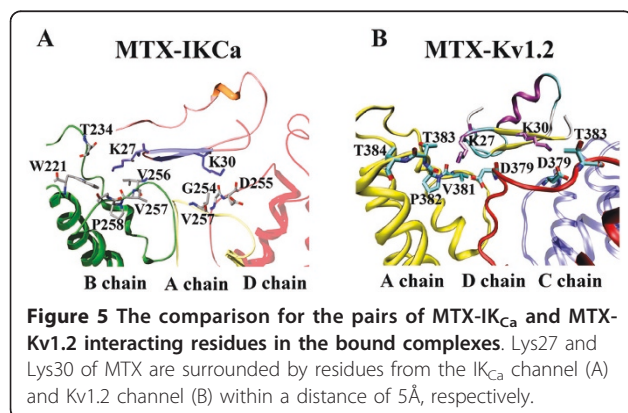 A
MTX-IKCa
T234
K27
K30
W221
V256
G254
D255
V257
V257
P258
B chain A chain D chain
B
MTX-Kv1.2
K27
K30
T383
T383
T384
D379
D379
P382
V381
A chain D chain C chain
Figure 5 The comparison for the pairs of MTX-IKCa and MTX-
Kv1.2 interacting residues in the bound complexes. Lys27 and
Lys30 of MTX are surrounded by residues from the IKCa channel (A)
and Kv1.2 channel (B) within a distance of 5Å, respectively.